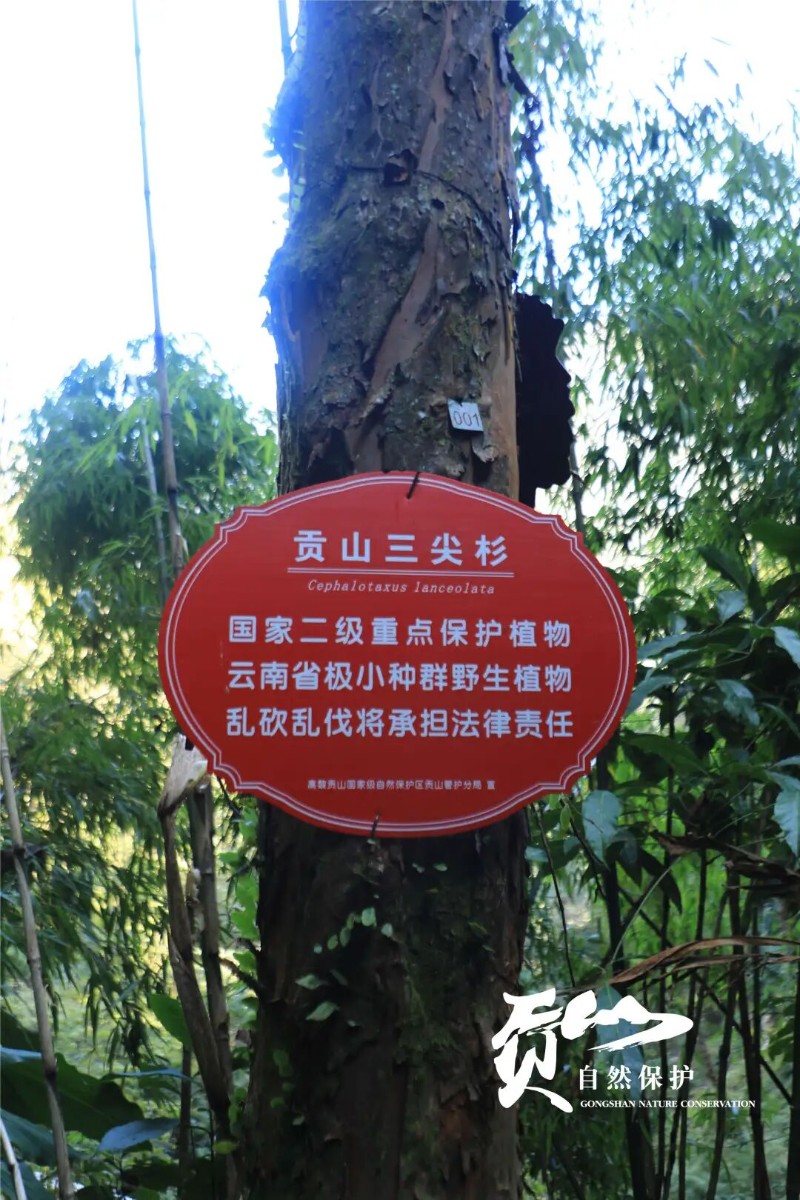 001
贡山三尖杉
Cephalotaxus lanceolata
国家二级重点保护植物
云南省极小种群野生植物
乱砍乱伐将承担法律责任
高黎贡山国家级自然保护区贡山管护分局 宣
贡山
自然保护
GONGSHAN NATURE CONSERVATION